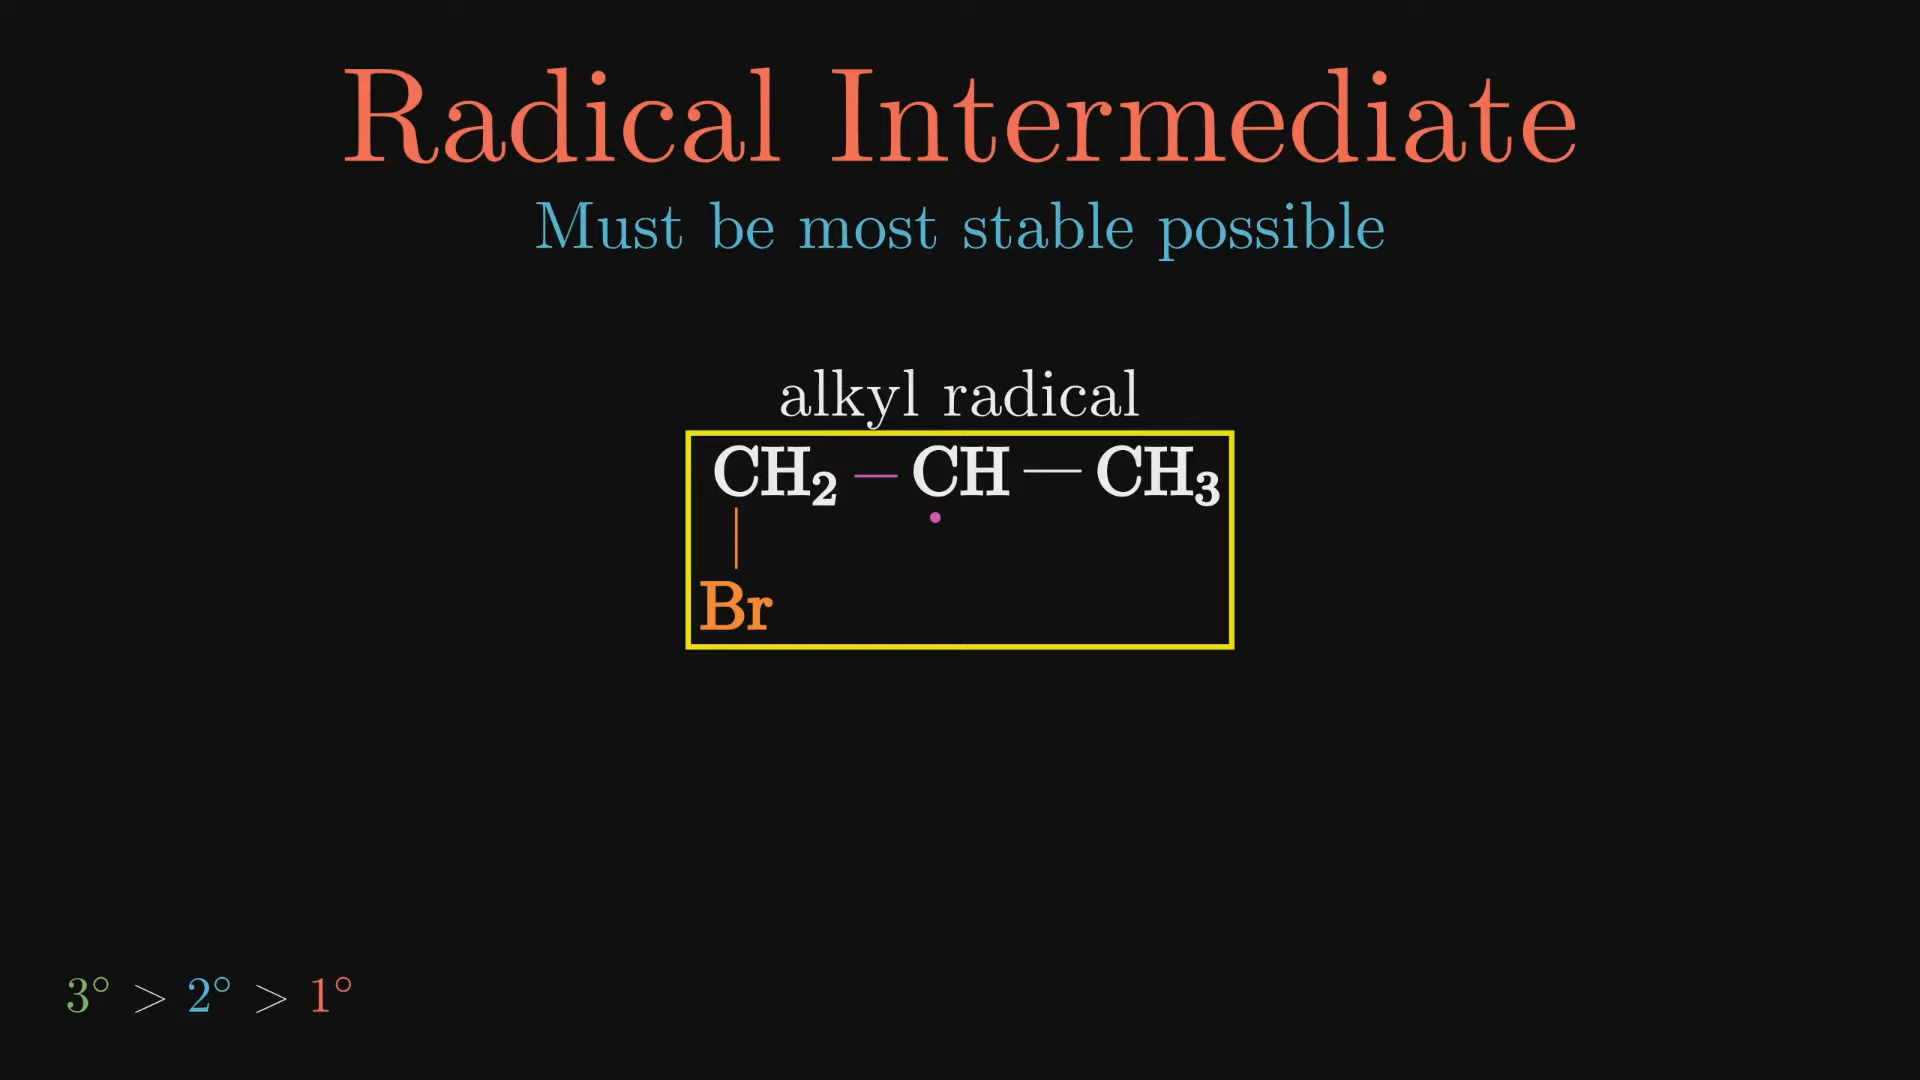 Radical Intermediate
Must be most stable possible
alkyl radical
CH₂ — CH — CH₃
•
Br
3° > 2° > 1°